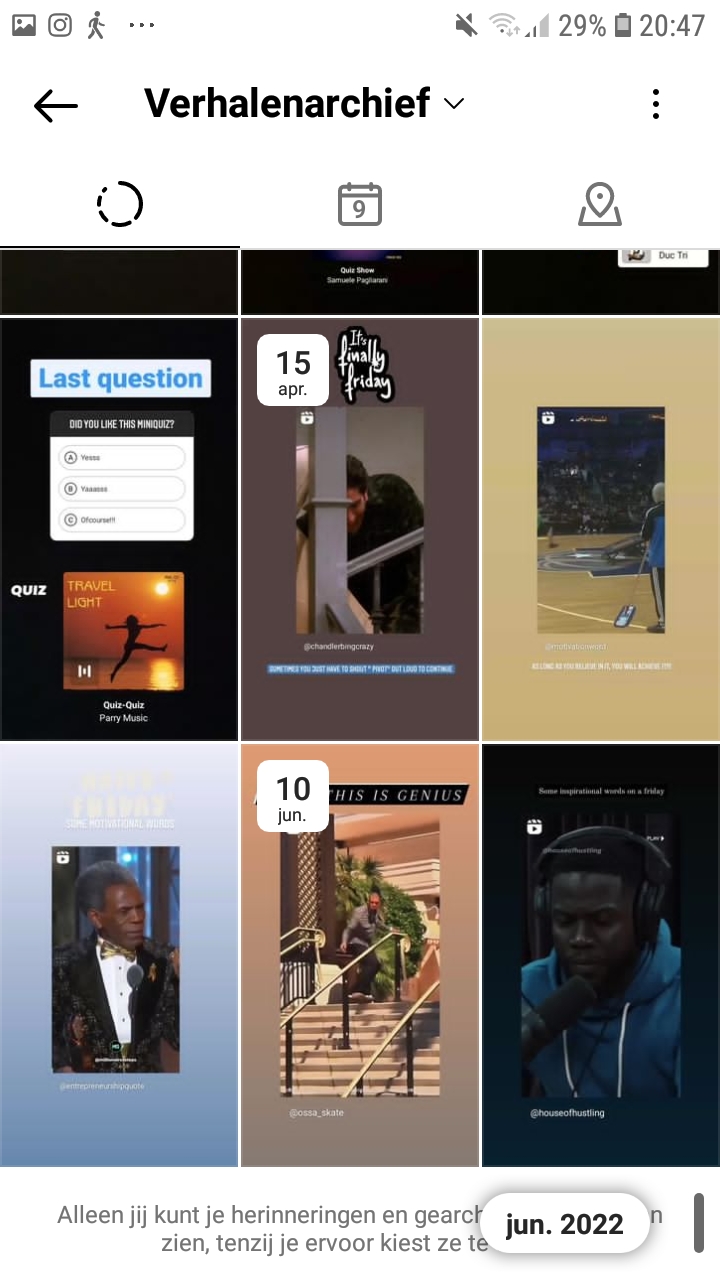 29% 20:47
Verhalenarchief
9
Quiz Show
Samuele Pagliarani
Duc Tri
Last question
DID YOU LIKE THIS MINIQUIZ?
A Yesss
B Yaaasss
C Ofcourse!!!
QUIZ
TRAVEL
LIGHT
Quiz-Quiz
Parry Music
15
apr.
It's
finally
friday
@chandlerbingcrazy
SOMETIMES YOU JUST HAVE TO SHOUT " PIVOT" OUT LOUD TO CONTINUE
@motivationword
AS LONG AS YOU BELIEVE IN IT, YOU WILL ACHIEVE !!!!!
FRIDAY
SOME MOTIVATIONAL WORDS
@entrepreneurshipquote
10
jun.
THIS IS GENIUS
@ossa_skate
Some inspirational words on a friday
PLAY
@houseofhustling
@houseofhustling
Alleen jij kunt je herinneringen en gearch n
zien, tenzij je ervoor kiest ze te
jun. 2022